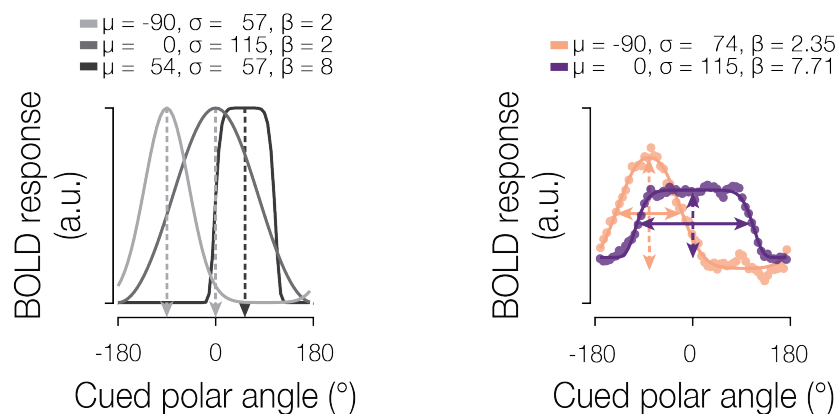 μ = -90, σ = 57, β = 2
μ = 0, σ = 115, β = 2
μ = 54, σ = 57, β = 8
BOLD response
(a.u.)
-180 0 180
Cued polar angle (°)
μ = -90, σ = 74, β = 2.35
μ = 0, σ = 115, β = 7.71
BOLD response
(a.u.)
-180 0 180
Cued polar angle (°)